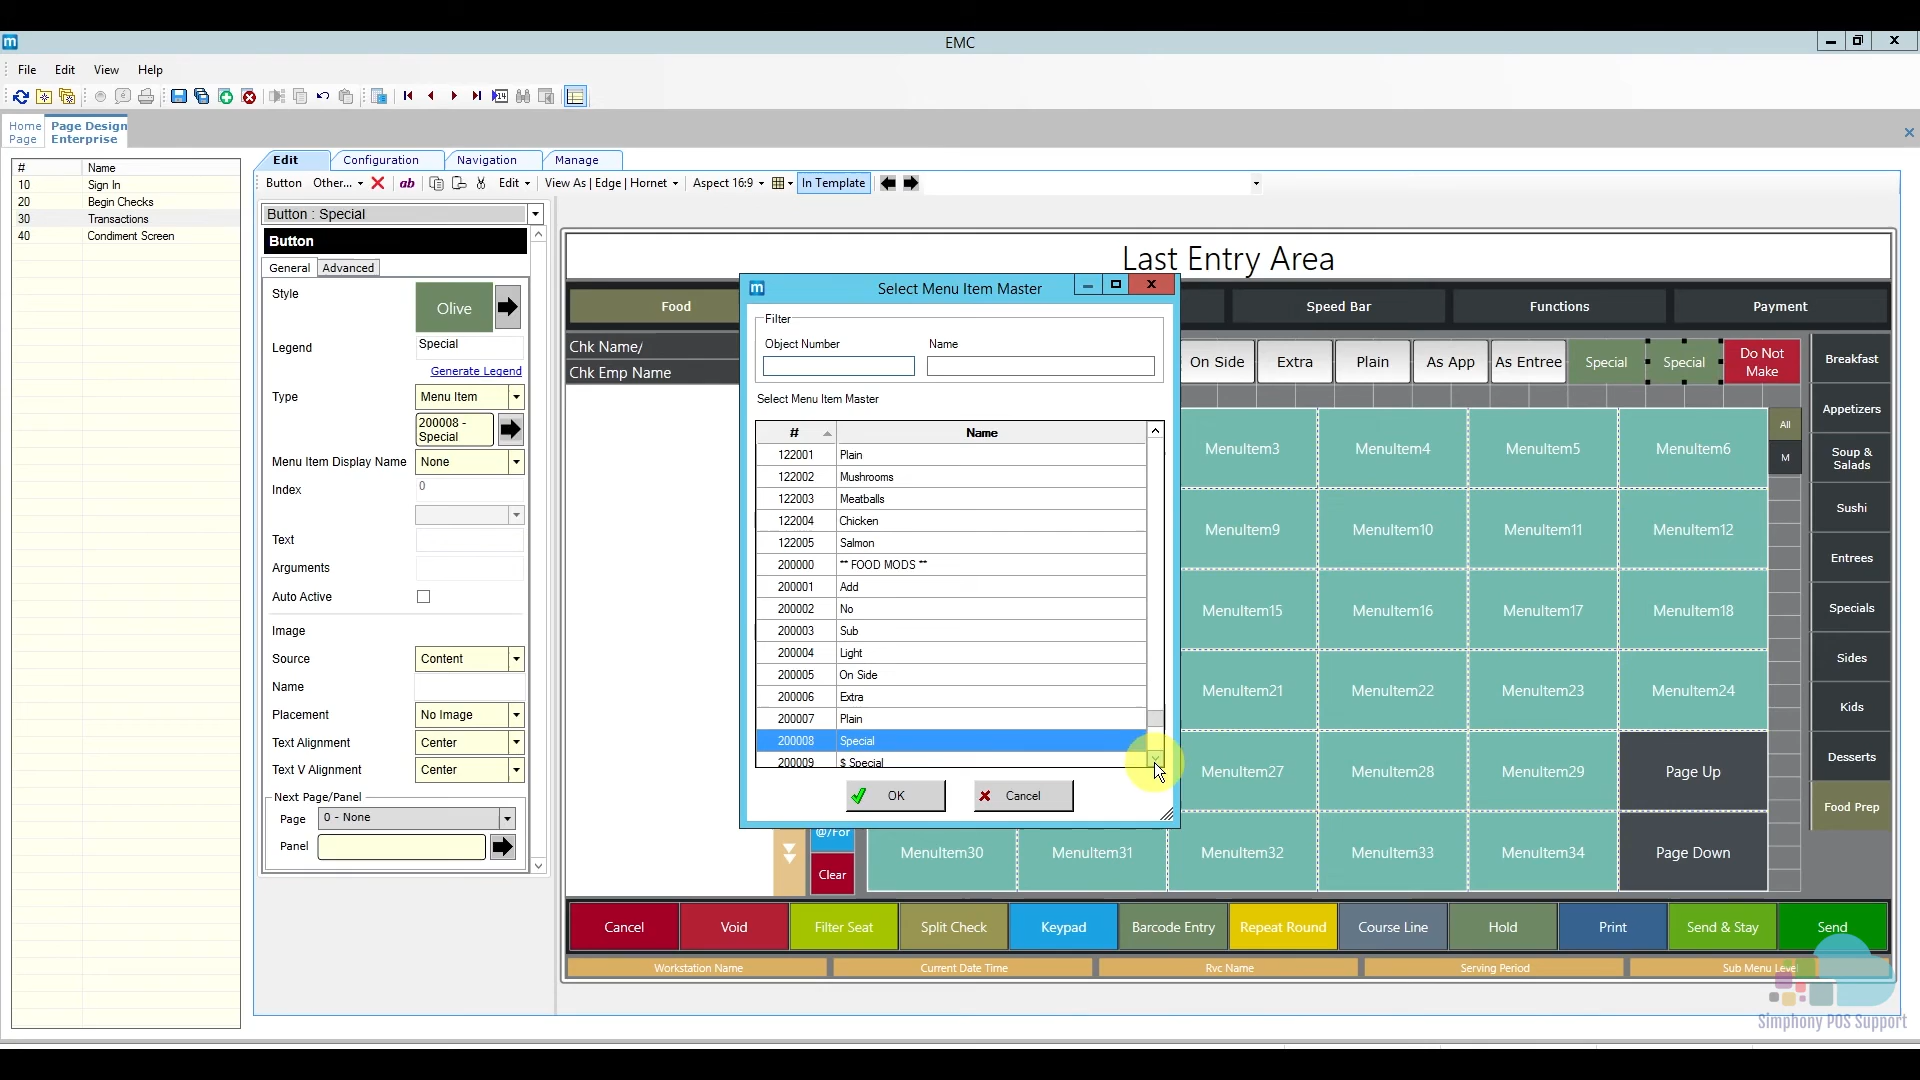 EMC
File Edit View Help
Home Page
Page Design Enterprise
# Name
10 Sign In
20 Begin Checks
30 Transactions
40 Condiment Screen
Edit Configuration Navigation Manage
Button Other... ab Edit View As | Edge | Hornet Aspect 16:9 In Template
Button : Special
Button
General Advanced
Style Olive
Legend Special
Generate Legend
Type Menu Item
200008 -
Special
Menu Item Display Name None
Index 0
Text
Arguments
Auto Active
Image
Source Content
Name
Placement No Image
Text Alignment Center
Text V Alignment Center
Next Page/Panel
Page 0 - None
Panel
Last Entry Area
Food Speed Bar Functions Payment
Chk Name/
Chk Emp Name
On Side Extra Plain As App As Entree Special Special Do Not Make
Select Menu Item Master
Filter
Object Number Name
Select Menu Item Master
# Name
122001 Plain
122002 Mushrooms
122003 Meatballs
122004 Chicken
122005 Salmon
200000 ** FOOD MODS **
200001 Add
200002 No
200003 Sub
200004 Light
200005 On Side
200006 Extra
200007 Plain
200008 Special
200009 $ Special
OK Cancel
MenuItem3 MenuItem4 MenuItem5 MenuItem6
MenuItem9 MenuItem10 MenuItem11 MenuItem12
MenuItem15 MenuItem16 MenuItem17 MenuItem18
MenuItem21 MenuItem22 MenuItem23 MenuItem24
MenuItem27 MenuItem28 MenuItem29 Page Up
MenuItem30 MenuItem31 MenuItem32 MenuItem33 MenuItem34 Page Down
All
M
@/For
Clear
Breakfast
Appetizers
Soup &
Salads
Sushi
Entrees
Specials
Sides
Kids
Desserts
Food Prep
Cancel Void Filter Seat Split Check Keypad Barcode Entry Repeat Round Course Line Hold Print Send & Stay Send
Workstation Name Current Date Time Rvc Name Serving Period Sub Menu Level
Simphony POS Support